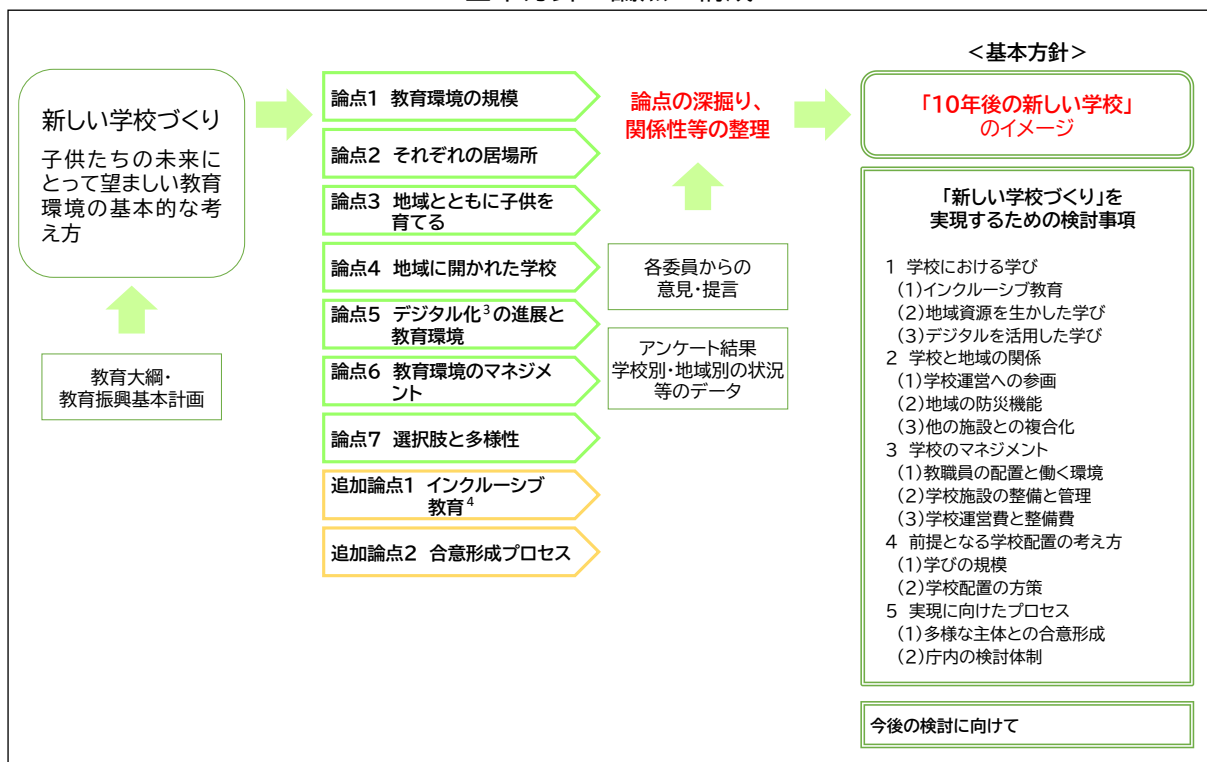 新しい学校づくり
子供たちの未来に
とって望ましい教育
環境の基本的な考
え方
教育大綱・
教育振興基本計画
論点1 教育環境の規模
論点2 それぞれの居場所
論点3 地域とともに子供を
育てる
論点4 地域に開かれた学校
論点5 デジタル化3の進展と
教育環境
論点6 教育環境のマネジメ
ント
論点7 選択肢と多様性
追加論点1 インクルーシブ
教育4
追加論点2 合意形成プロセス
論点の深掘り、
関係性等の整理
各委員からの
意見・提言
アンケート結果
学校別・地域別の状況
等のデータ
<基本方針>
「10年後の新しい学校」
のイメージ
「新しい学校づくり」を
実現するための検討事項
1 学校における学び
(1)インクルーシブ教育
(2)地域資源を生かした学び
(3)デジタルを活用した学び
2 学校と地域の関係
(1)学校運営への参画
(2)地域の防災機能
(3)他の施設との複合化
3 学校のマネジメント
(1)教職員の配置と働く環境
(2)学校施設の整備と管理
(3)学校運営費と整備費
4 前提となる学校配置の考え方
(1)学びの規模
(2)学校配置の方策
5 実現に向けたプロセス
(1)多様な主体との合意形成
(2)庁内の検討体制
今後の検討に向けて